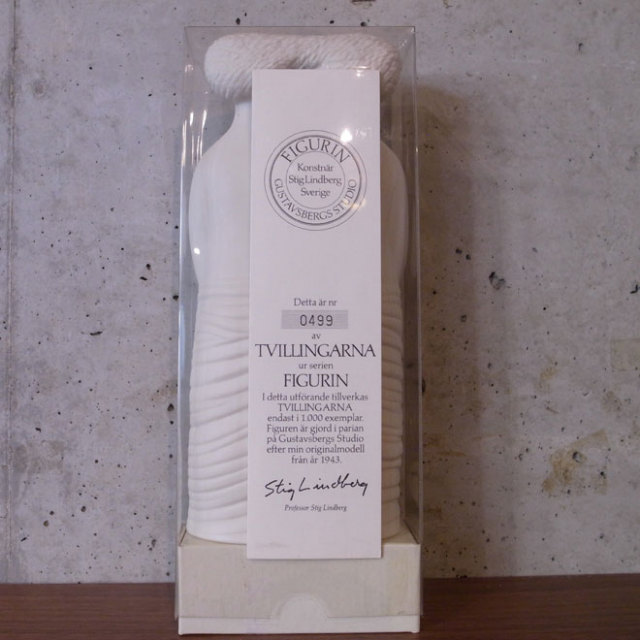 FIGURIN
Konstnär
Stig Lindberg
Sverige
GUSTAVSBERGS STUDIO
Detta är nr
0499
av
TVILLINGARNA
ur serien
FIGURIN
I detta utförande tillverkas
TVILLINGARNA
endast i 1.000 exemplar.
Figuren är gjord i parian
på Gustavsbergs Studio
efter min originalmodell
från år 1943.
Stig Lindberg
Professor Stig Lindberg